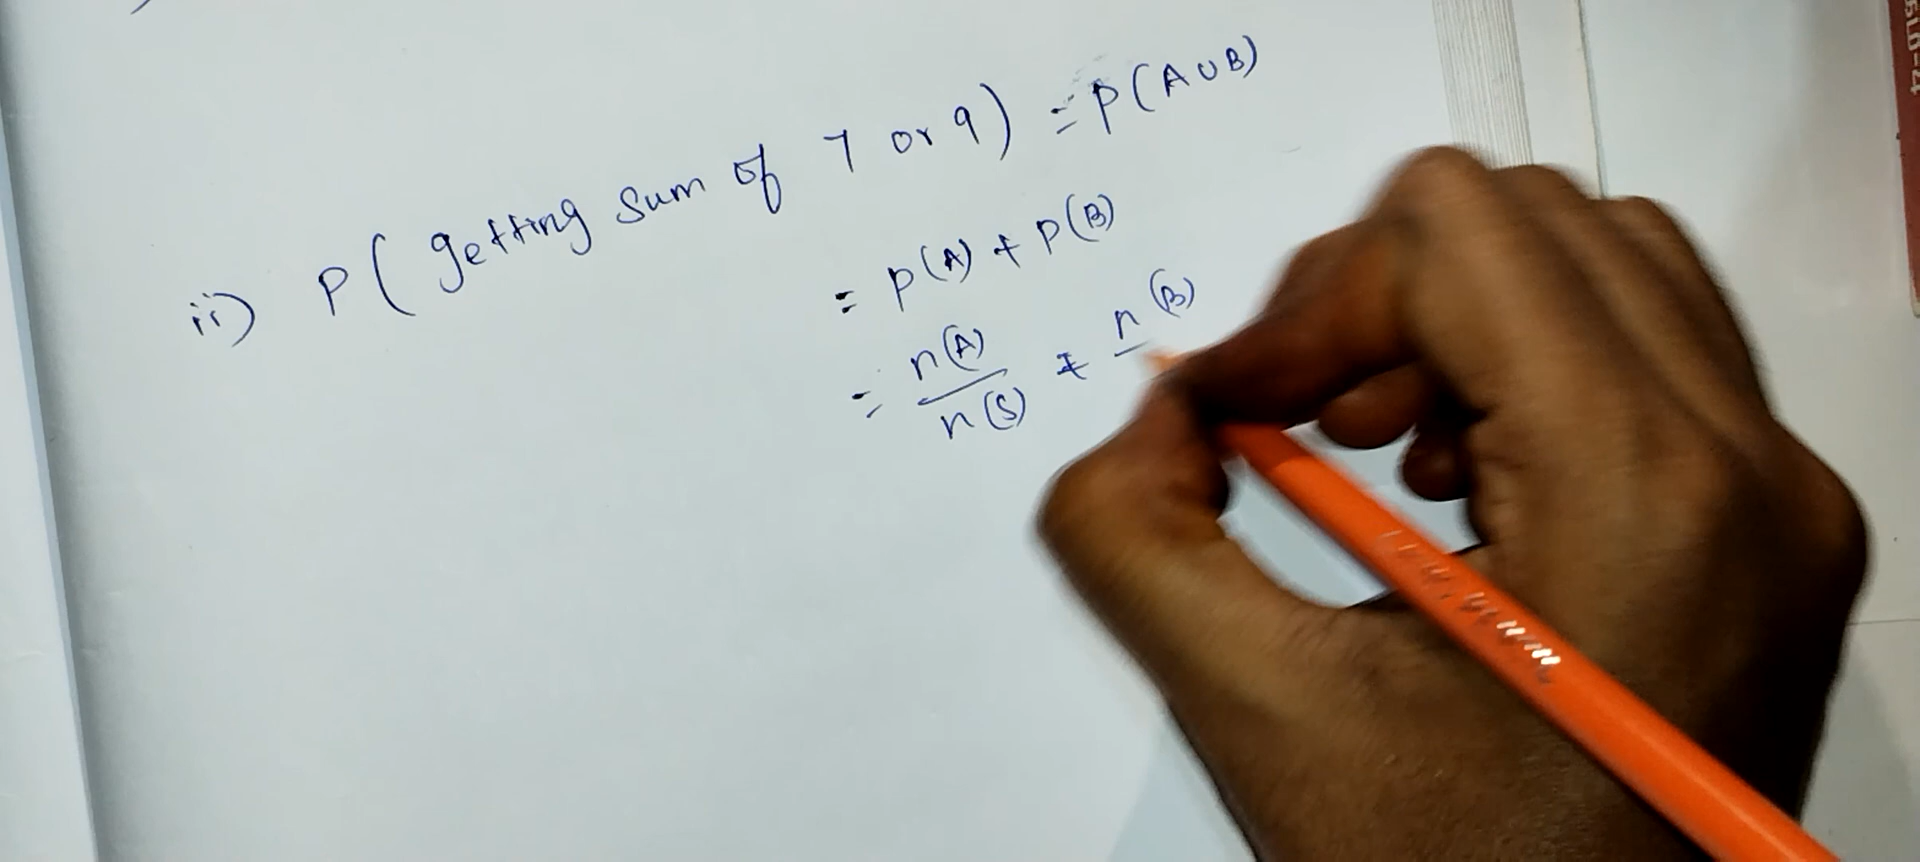 ii) P( getting sum of 7 or 9) = P(A∪B)
= P(A) + P(B)
= n(A)/n(S) + n(B)